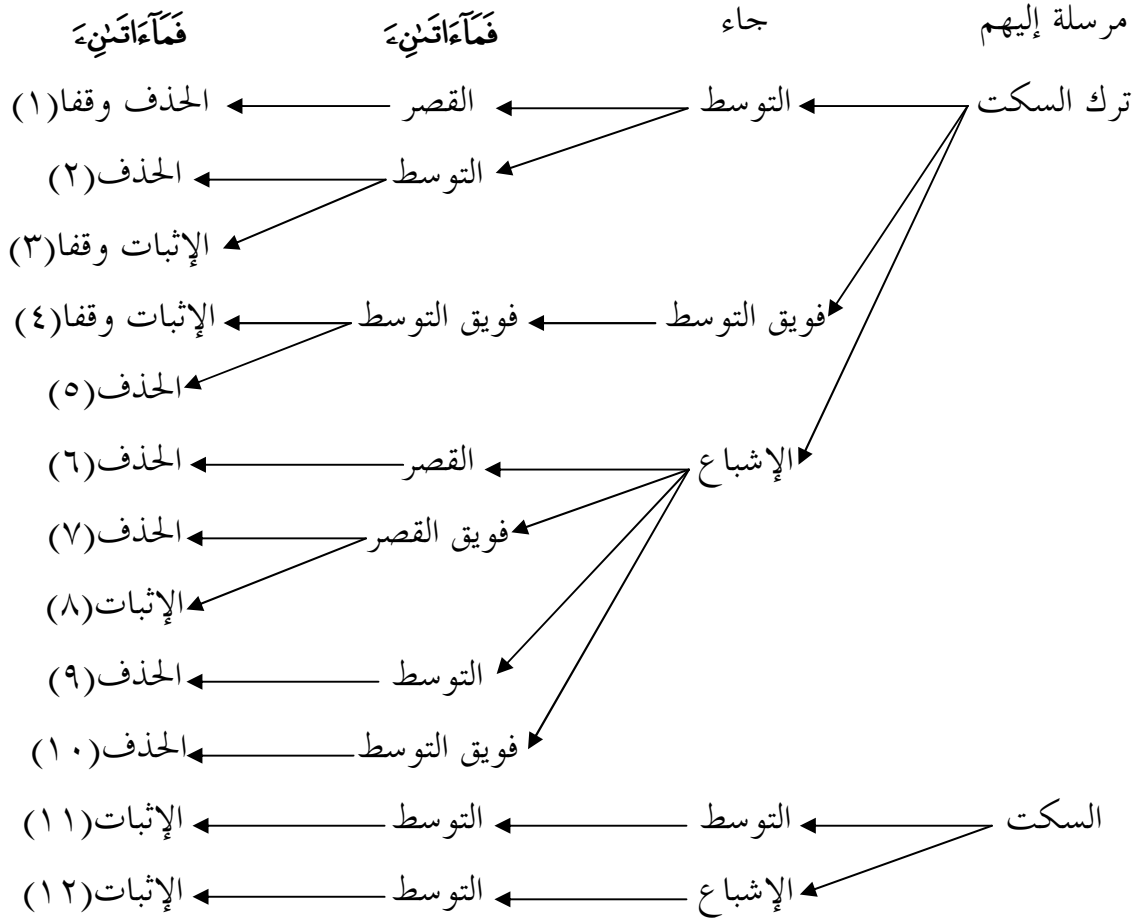 مرسلة إليهم جاء فَمَآءَاتَىٰنِۦَ فَمَآءَاتَىٰنِۦَ
ترك السكت التوسط القصر الحذف وقفا(١)
التوسط الحذف(٢)
الإثبات وقفا(٣)
فويق التوسط فويق التوسط الإثبات وقفا(٤)
الحذف(٥)
الإشباع القصر الحذف(٦)
فويق القصر الحذف(٧)
الإثبات(٨)
التوسط الحذف(٩)
فويق التوسط الحذف(١٠)
السكت التوسط التوسط الإثبات(١١)
الإشباع التوسط الإثبات(١٢)